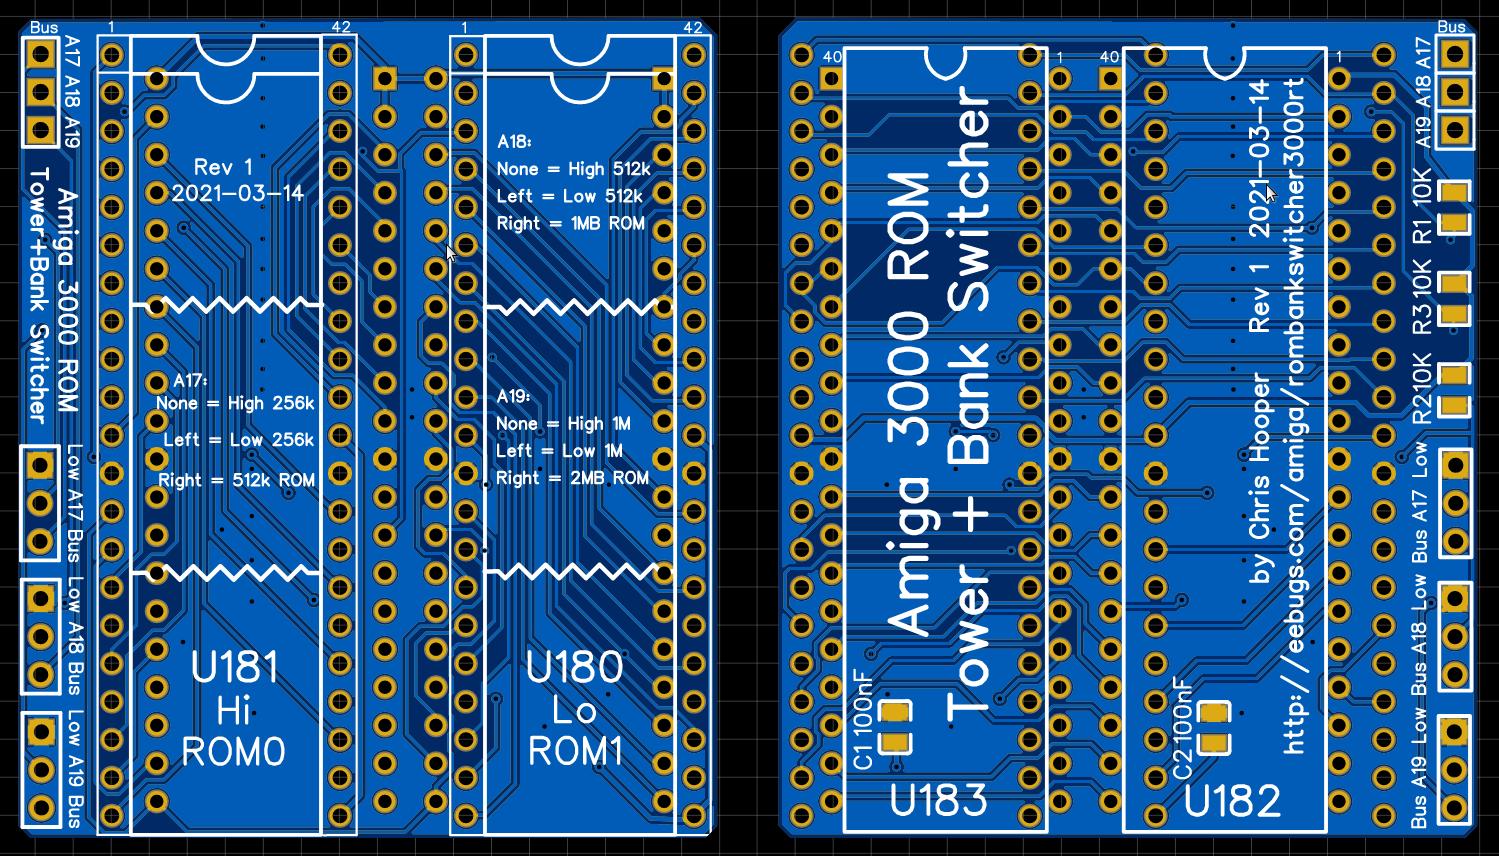 Bus
1
42
1
42
A17
A18
A19
Rev 1
2021-03-14
A18:
None = High 512k
Left = Low 512k
Right = 1MB ROM
Amiga 3000 ROM
Tower+Bank Switcher
A17:
None = High 256k
Left = Low 256k
Right = 512k ROM
A19:
None = High 1M
Left = Low 1M
Right = 2MB ROM
Low A17 Bus
Low A18 Bus
Low A19 Bus
U181
Hi
ROM0
U180
Lo
ROM1
40
1
40
1
Bus
A17
A18
A19
Amiga 3000 ROM
Tower + Bank Switcher
by Chris Hooper Rev 1 2021-03-14
http://eebugs.com/amiga/rombankswitcher3000rt
R1 10K
R3 10K
R2 10K
Bus A17 Low
Bus A18 Low
Bus A19 Low
C1 100nF
C2 100nF
U183
U182